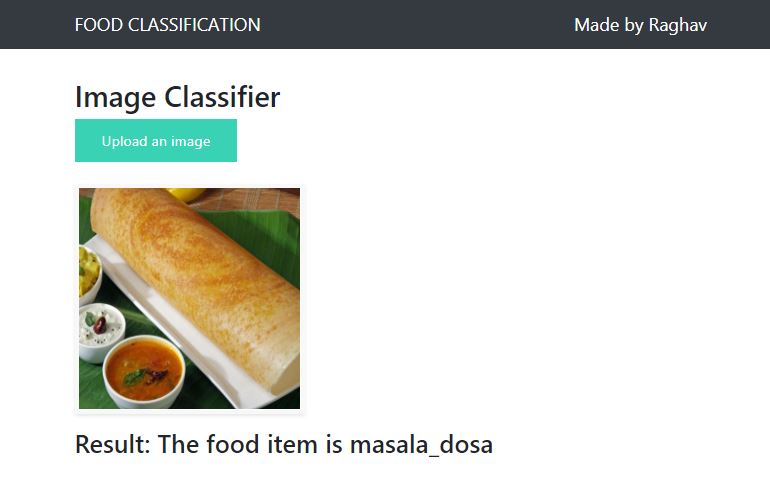 FOOD CLASSIFICATION
Made by Raghav
Image Classifier
Upload an image
Result: The food item is masala_dosa